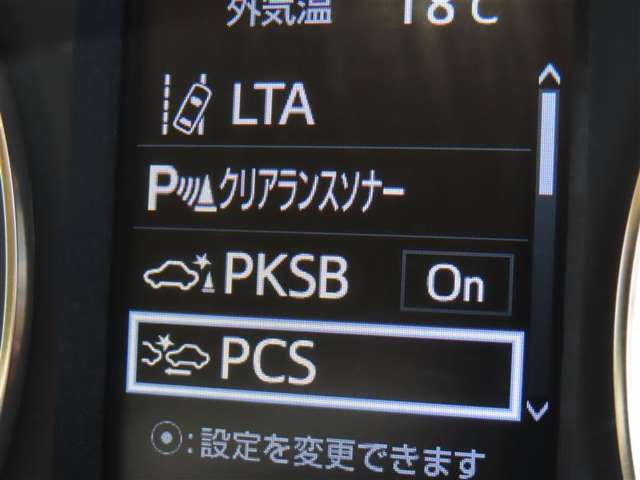 外気温 18℃
LTA
P クリアランスソナー
PKSB On
PCS
⦿:設定を変更できます